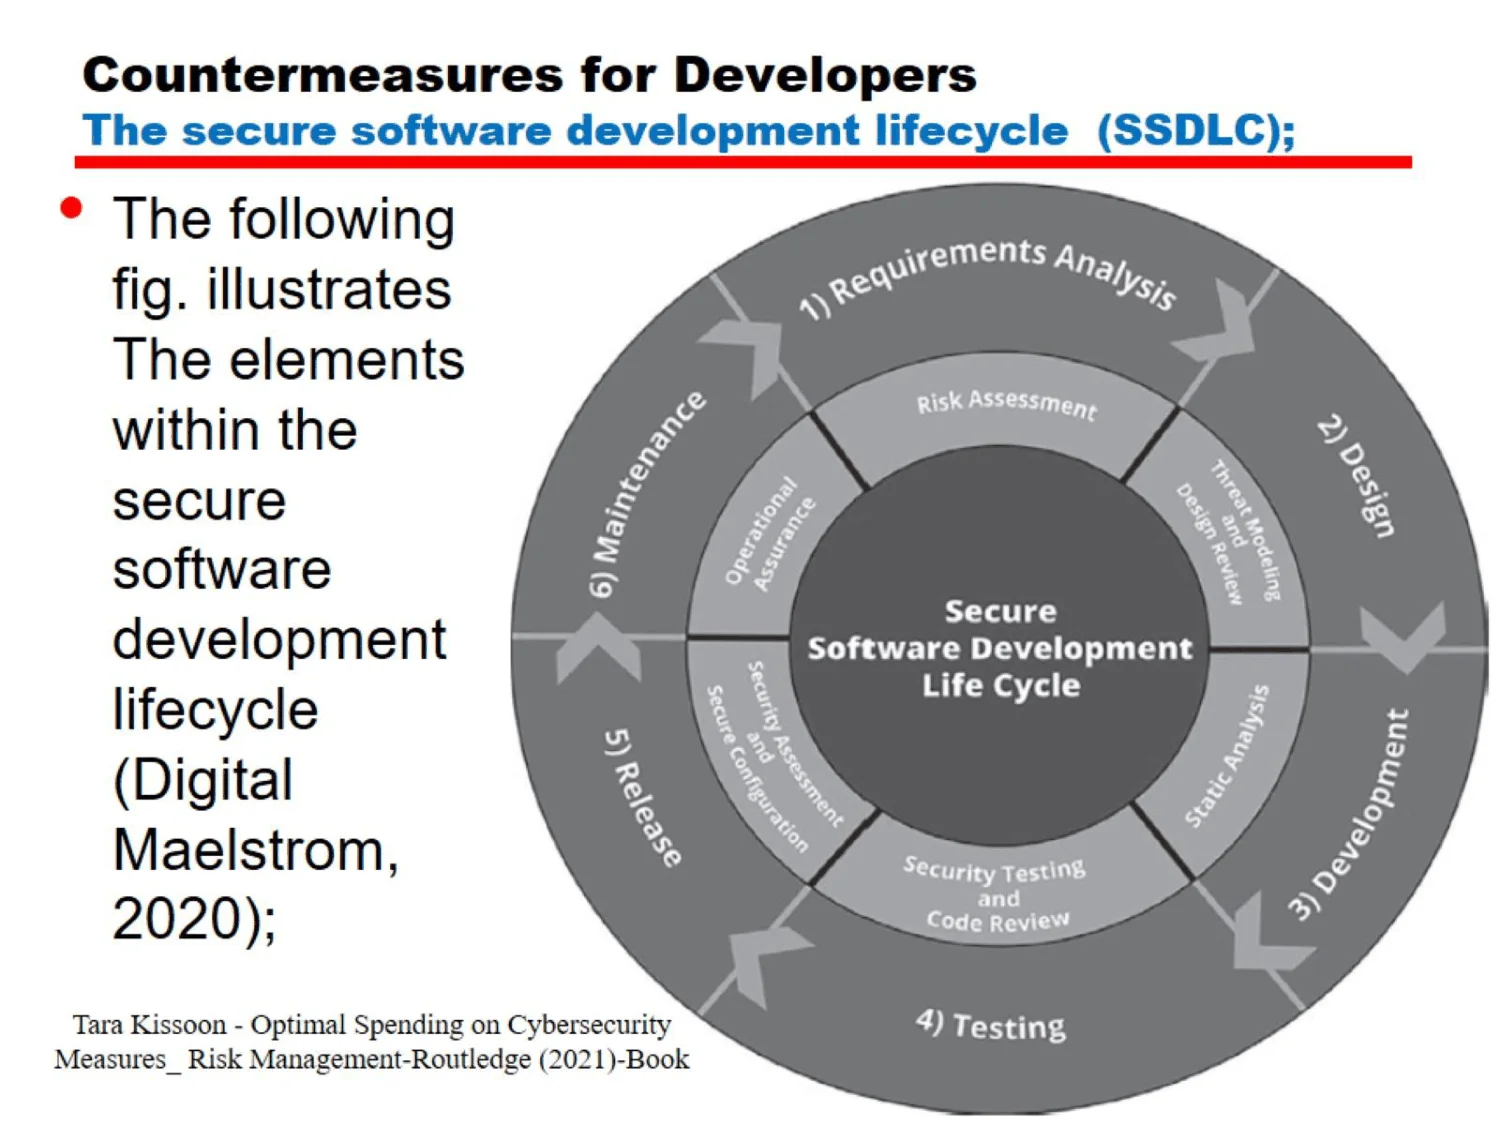 Countermeasures for Developers
The secure software development lifecycle (SSDLC);
• The following
fig. illustrates
The elements
within the
secure
software
development
lifecycle
(Digital
Maelstrom,
2020);
Tara Kissoon - Optimal Spending on Cybersecurity
Measures_ Risk Management-Routledge (2021)-Book
1) Requirements Analysis
Risk Assessment
2) Design
Threat Modeling
and
Design Review
3) Development
Static Analysis
4) Testing
Security Testing
and
Code Review
5) Release
Security Assessment
and
Secure Configuration
6) Maintenance
Operational
Assurance
Secure
Software Development
Life Cycle